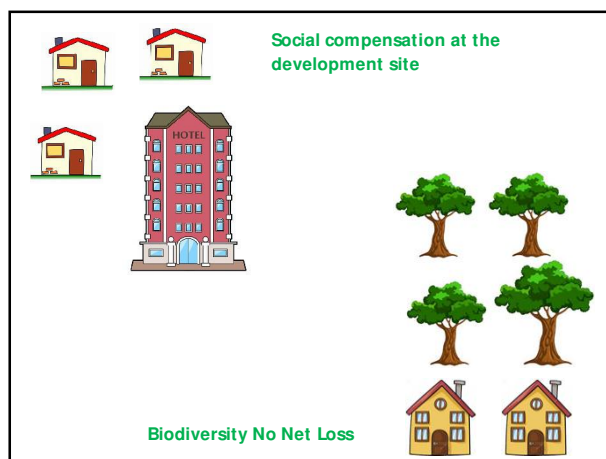 Social compensation at the
development site
HOTEL
Biodiversity No Net Loss